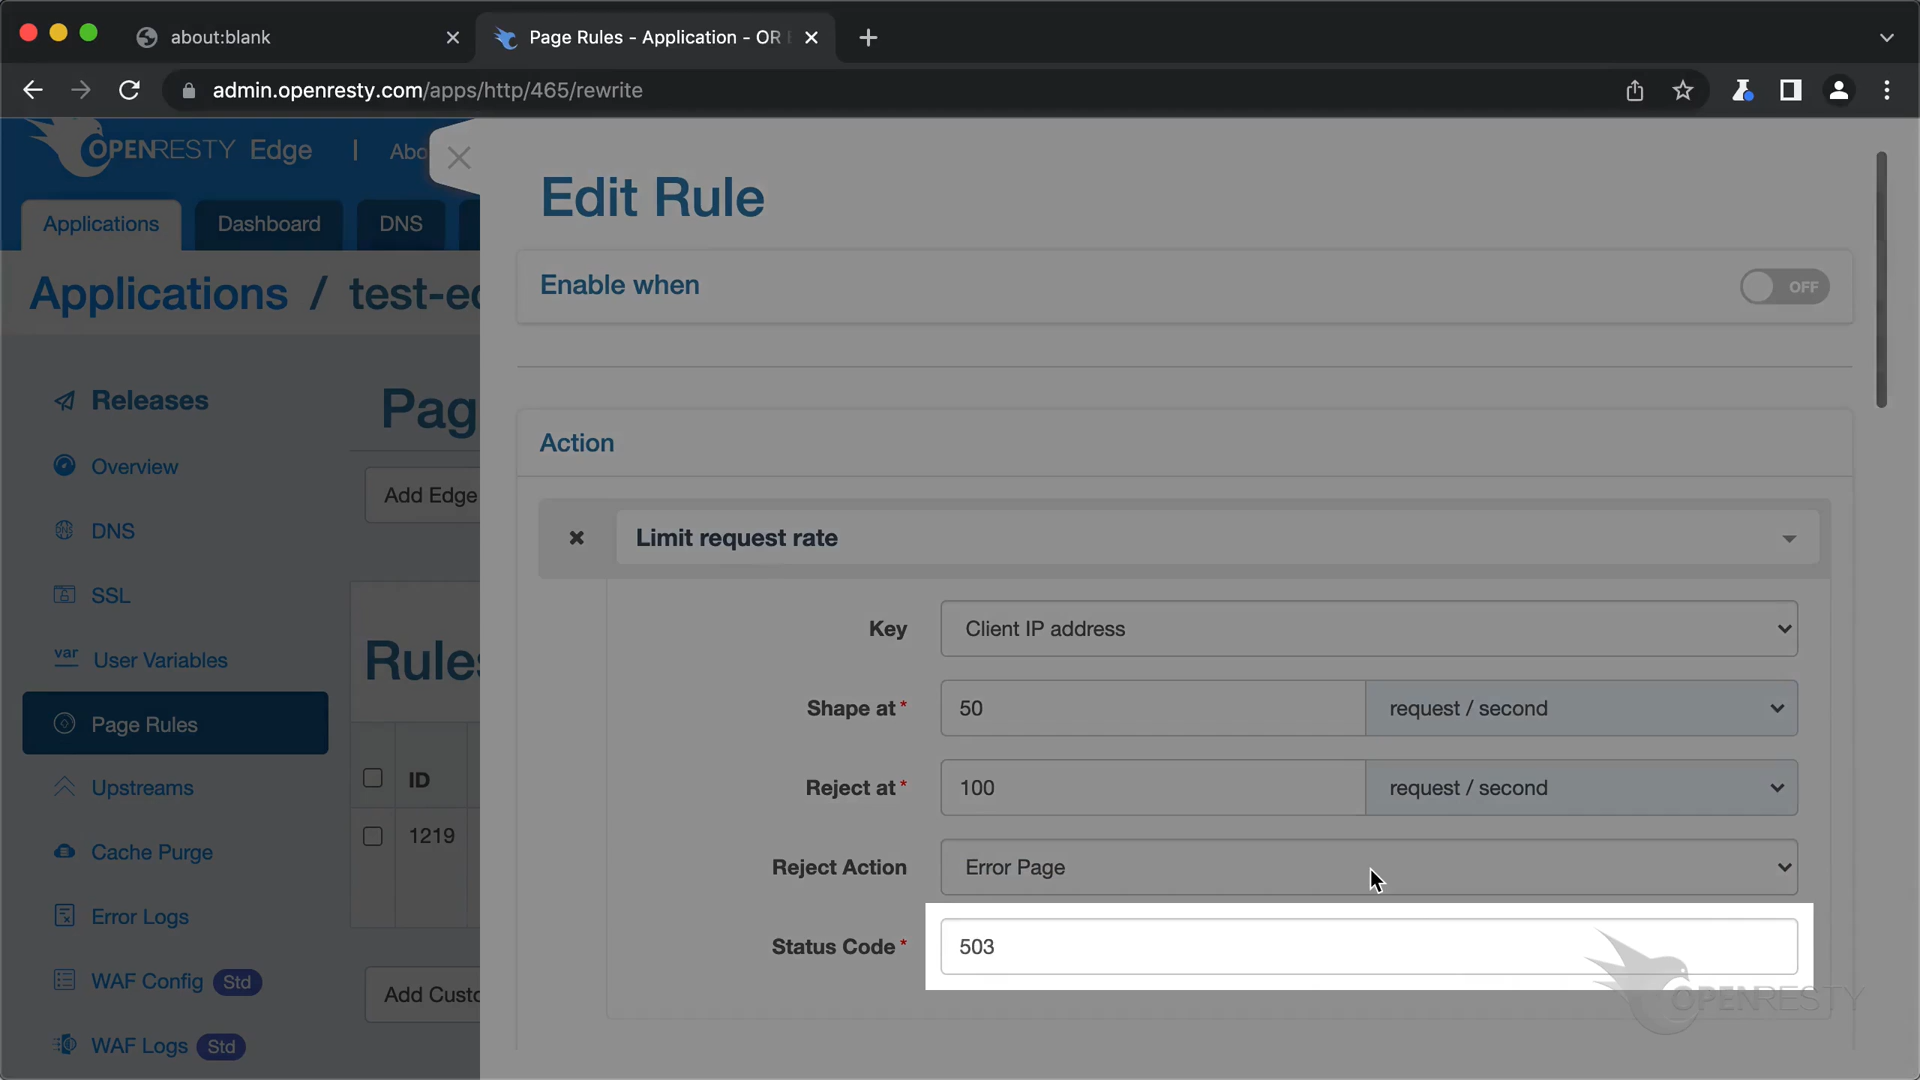 about:blank
Page Rules - Application - OR
admin.openresty.com/apps/http/465/rewrite
OPENRESTY Edge | Abo
Applications Dashboard DNS
Applications / test-ed
Releases
Overview
DNS
SSL
var User Variables
Page Rules
Upstreams
Cache Purge
Error Logs
WAF Config Std
WAF Logs Std
Pag
Add Edge
Rules
ID
1219
Add Custo
Edit Rule
Enable when OFF
Action
Limit request rate
Key Client IP address
Shape at* 50 request / second
Reject at* 100 request / second
Reject Action Error Page
Status Code* 503
OPENRESTY